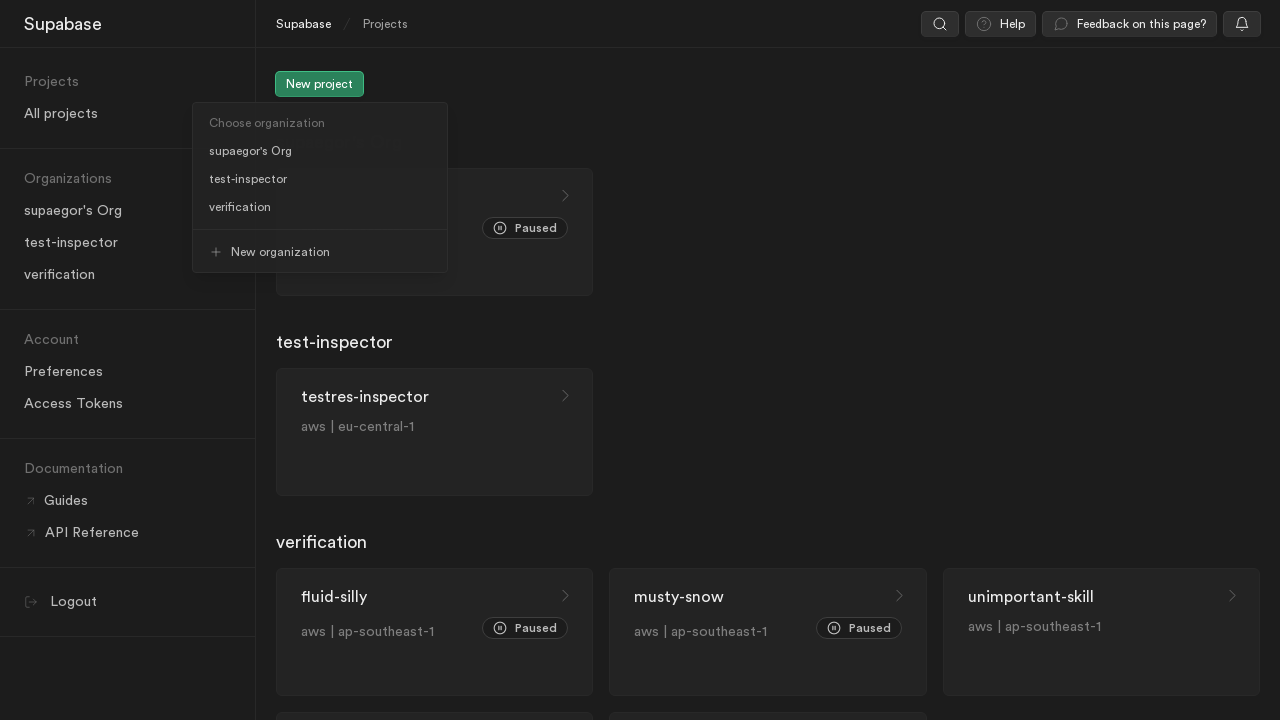 Supabase
Supabase / Projects
Help
Feedback on this page?
Projects
All projects
Organizations
supaegor's Org
test-inspector
verification
Account
Preferences
Access Tokens
Documentation
Guides
API Reference
Logout
New project
Choose organization
supaegor's Org
test-inspector
verification
New organization
Paused
test-inspector
testres-inspector
aws | eu-central-1
verification
fluid-silly
aws | ap-southeast-1
Paused
musty-snow
aws | ap-southeast-1
Paused
unimportant-skill
aws | ap-southeast-1